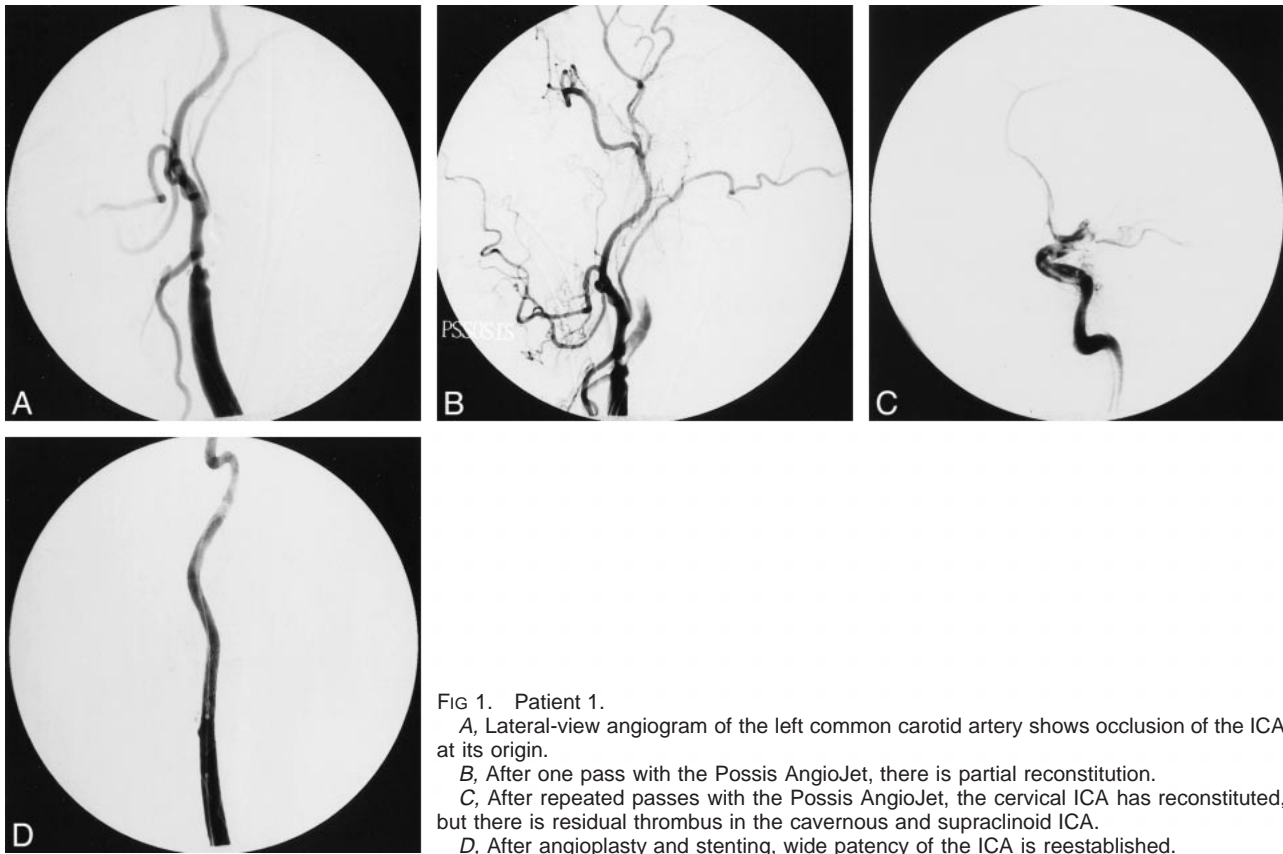 A
B
C
D
PSSOSIS
FIG 1. Patient 1.
A, Lateral-view angiogram of the left common carotid artery shows occlusion of the ICA
at its origin.
B, After one pass with the Possis AngioJet, there is partial reconstitution.
C, After repeated passes with the Possis AngioJet, the cervical ICA has reconstituted,
but there is residual thrombus in the cavernous and supraclinoid ICA.
D, After angioplasty and stenting, wide patency of the ICA is reestablished.